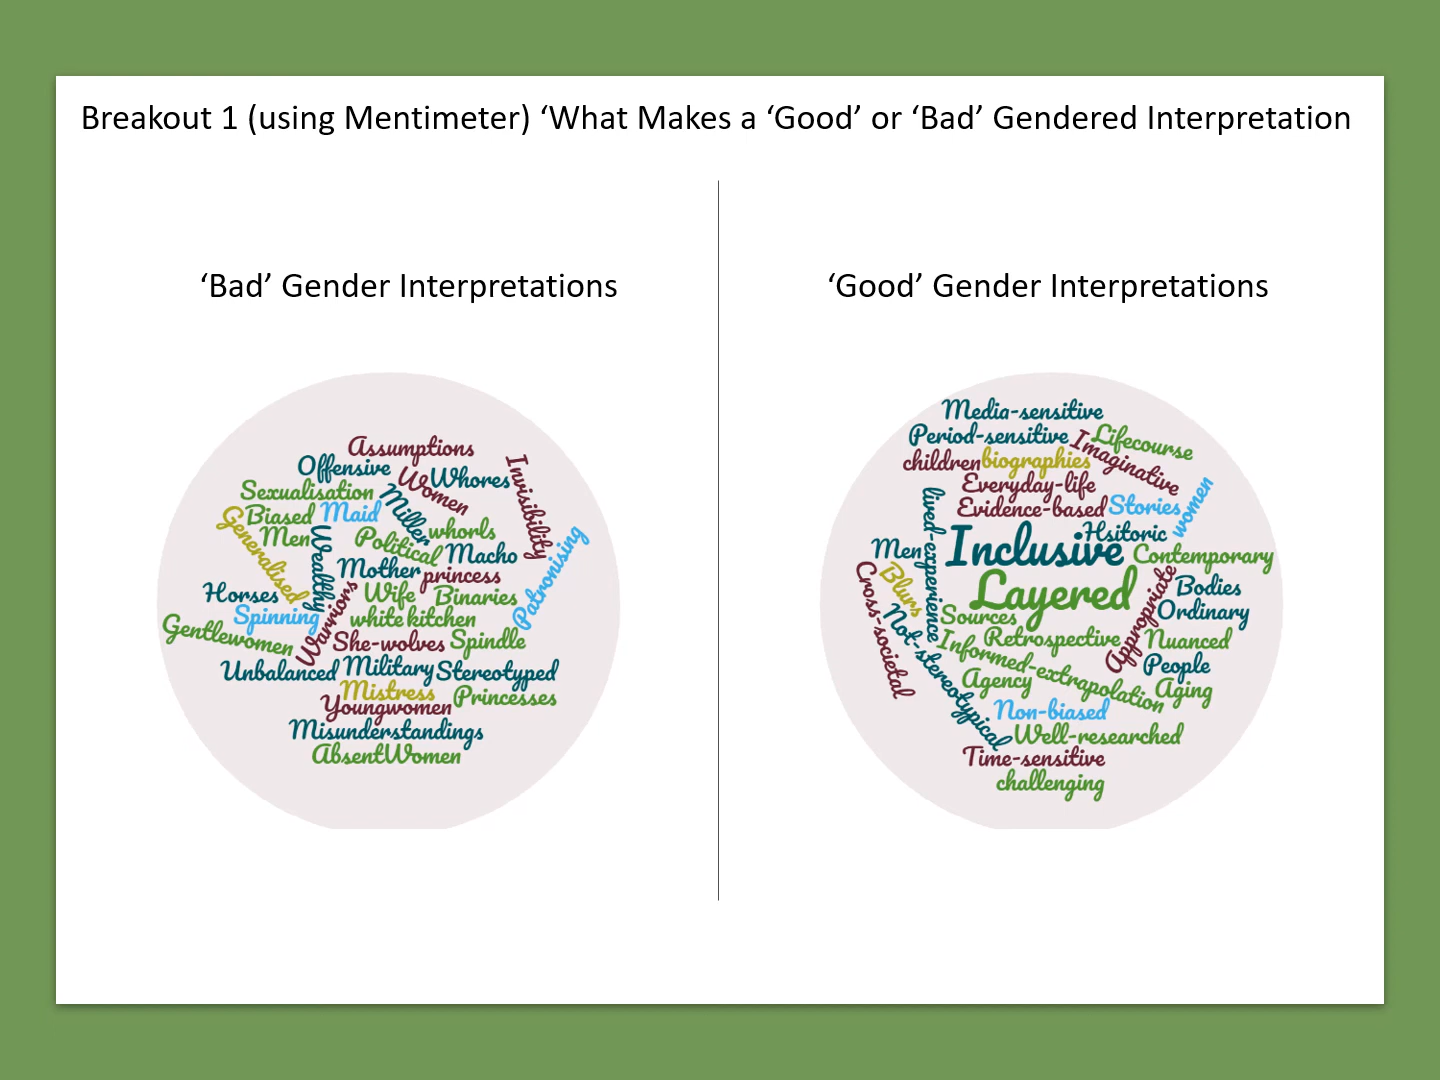 Breakout 1 (using Mentimeter) ‘What Makes a ‘Good’ or ‘Bad’ Gendered Interpretation
‘Bad’ Gender Interpretations
Assumptions
Offensive
Women
Whores
Invisibility
Sexualisation
Miller
Biased
Maid
Generalised
Men
Wealthy
Political
whorls
Macho
Patronising
Mother
princess
Horses
Warriors
Wife
Binaries
Spinning
white kitchen
Gentlewomen
She-wolves
Spindle
Unbalanced
Military
Stereotyped
Mistress
Princesses
Youngwomen
Misunderstandings
AbsentWomen
‘Good’ Gender Interpretations
Media-sensitive
Period-sensitive
Imaginative
Lifecourse
children
biographies
Everyday-life
lived-experience
Evidence-based
Stories
women
Hsitoric
Men
Inclusive
Contemporary
Cross-societal
Blurs
Layered
Appropriate
Bodies
Ordinary
Not-stereotypical
Sources
Retrospective
Nuanced
Informed-extrapolation
People
Agency
Aging
Non-biased
Well-researched
Time-sensitive
challenging